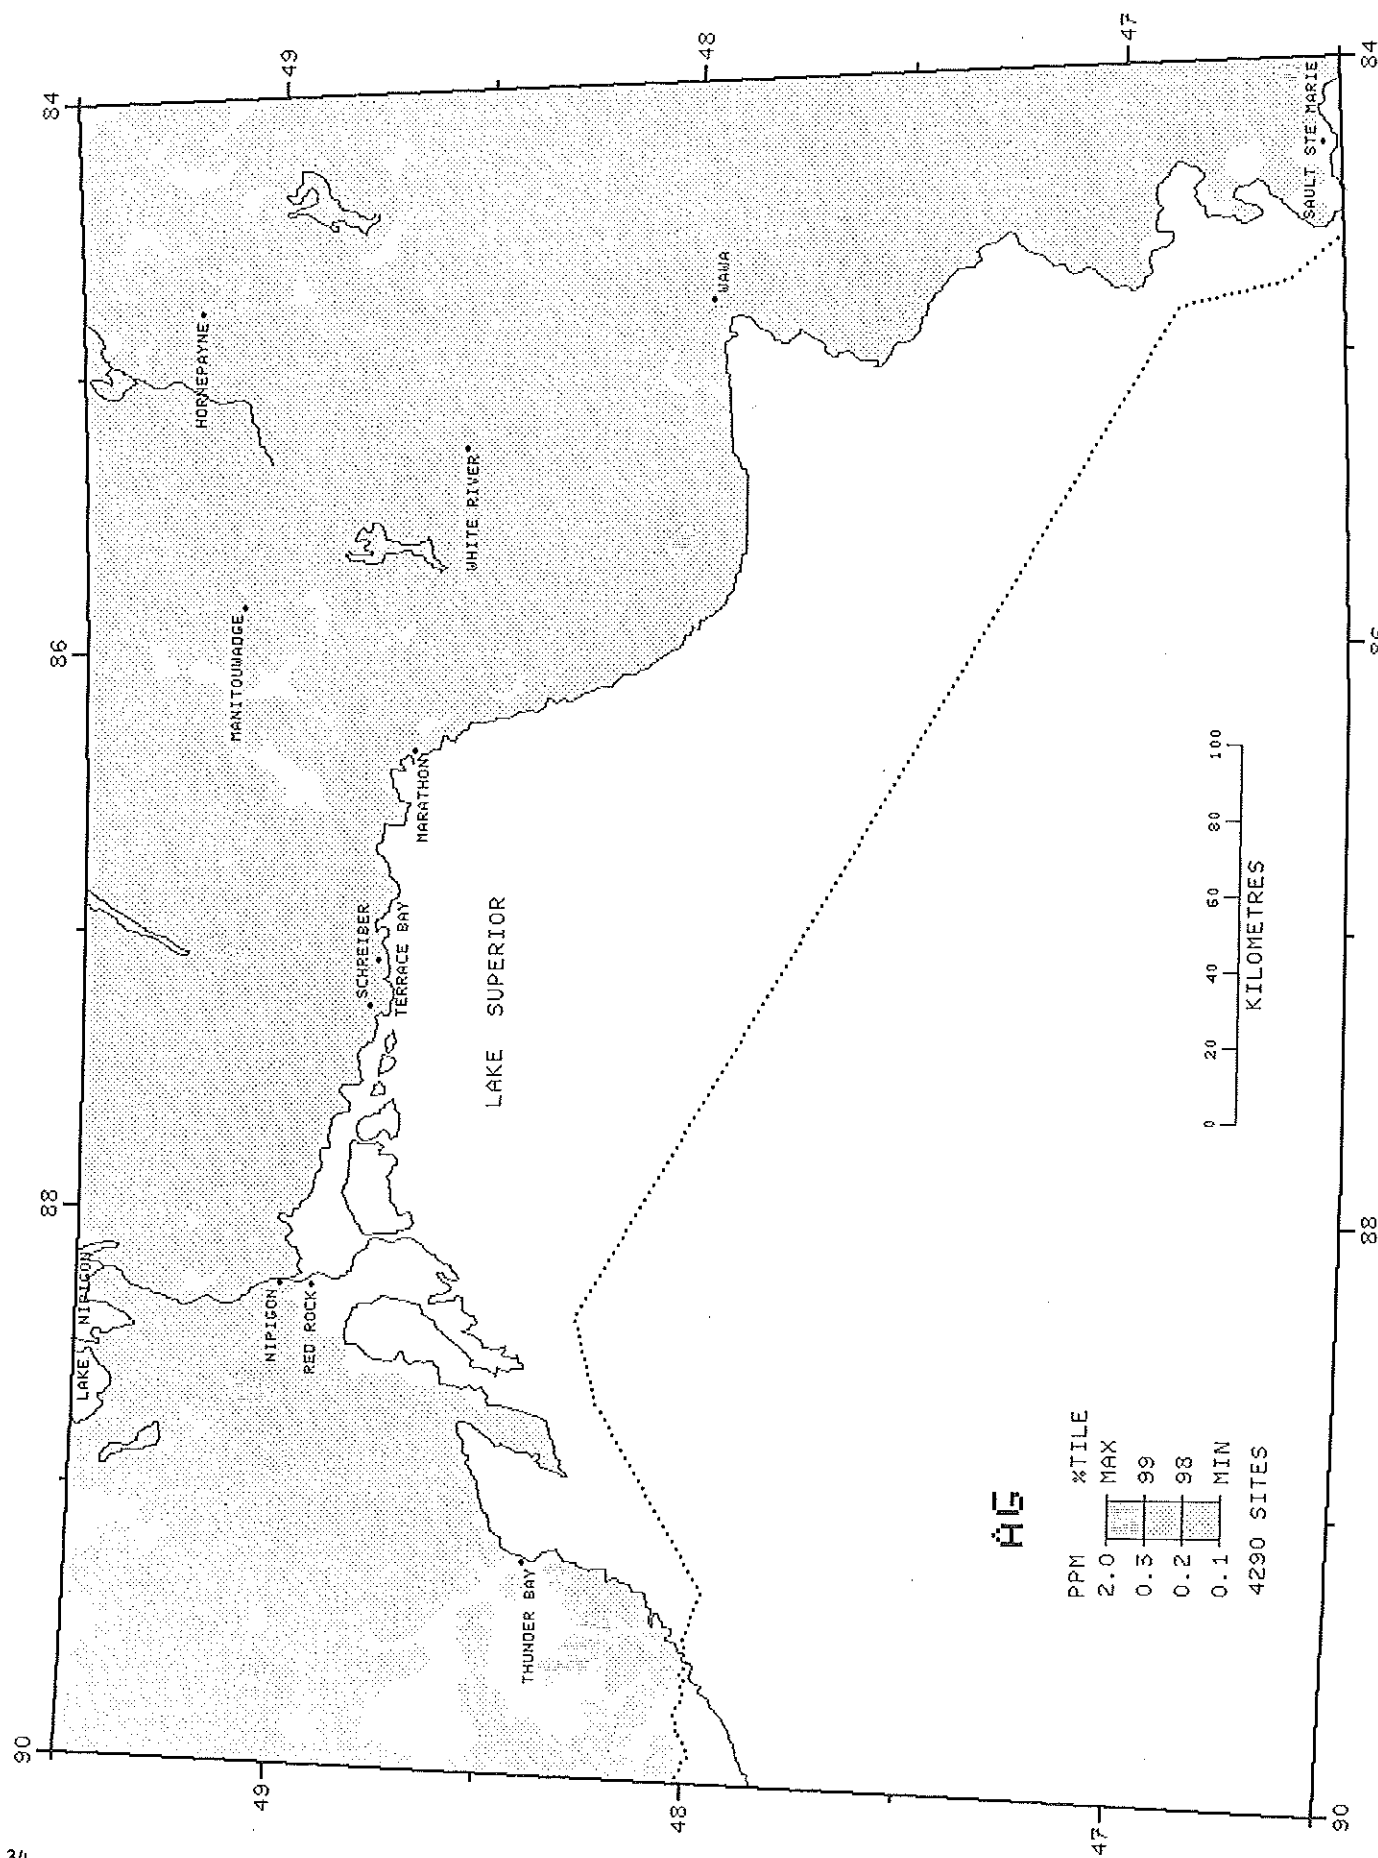 34
90
88
86
84
49
48
47
49
48
47
90
88
86
84
LAKE NIPIGON
HORNEPAYNE
MANITOUWADGE
NIPIGON
RED ROCK
SCHREIBER
TERRACE BAY
MARATHON
WHITE RIVER
WAWA
THUNDER BAY
SAULT STE MARIE
LAKE SUPERIOR
0 20 40 60 80 100
KILOMETRES
PPM %TILE
2.0 MAX
0.3 99
0.2 98
0.1 MIN
4290 SITES